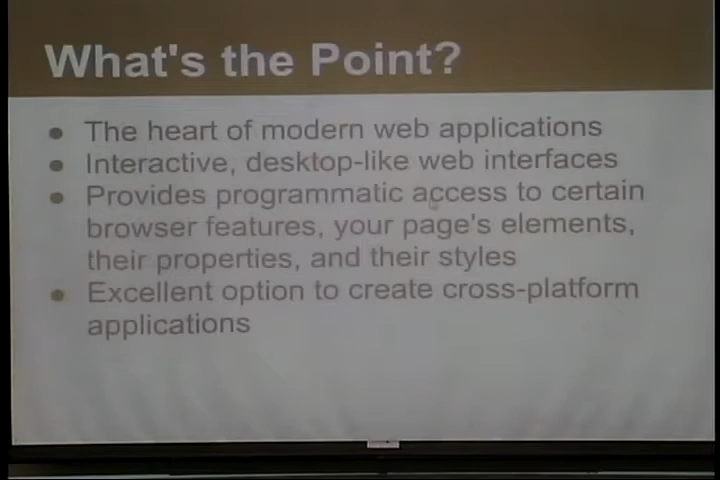 What's the Point?
● The heart of modern web applications
● Interactive, desktop-like web interfaces
● Provides programmatic access to certain
browser features, your page's elements,
their properties, and their styles
● Excellent option to create cross-platform
applications